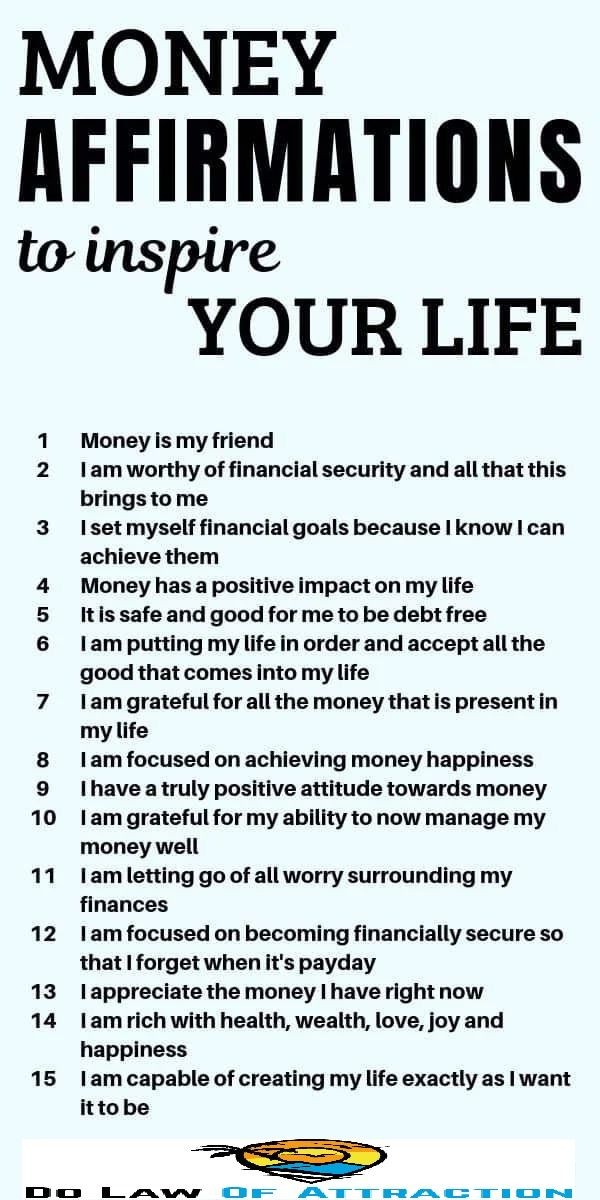 MONEY
AFFIRMATIONS
to inspire
YOUR LIFE
1 Money is my friend
2 I am worthy of financial security and all that this
brings to me
3 I set myself financial goals because I know I can
achieve them
4 Money has a positive impact on my life
5 It is safe and good for me to be debt free
6 I am putting my life in order and accept all the
good that comes into my life
7 I am grateful for all the money that is present in
my life
8 I am focused on achieving money happiness
9 I have a truly positive attitude towards money
10 I am grateful for my ability to now manage my
money well
11 I am letting go of all worry surrounding my
finances
12 I am focused on becoming financially secure so
that I forget when it's payday
13 I appreciate the money I have right now
14 I am rich with health, wealth, love, joy and
happiness
15 I am capable of creating my life exactly as I want
it to be
DO LAW OF ATTRACTION